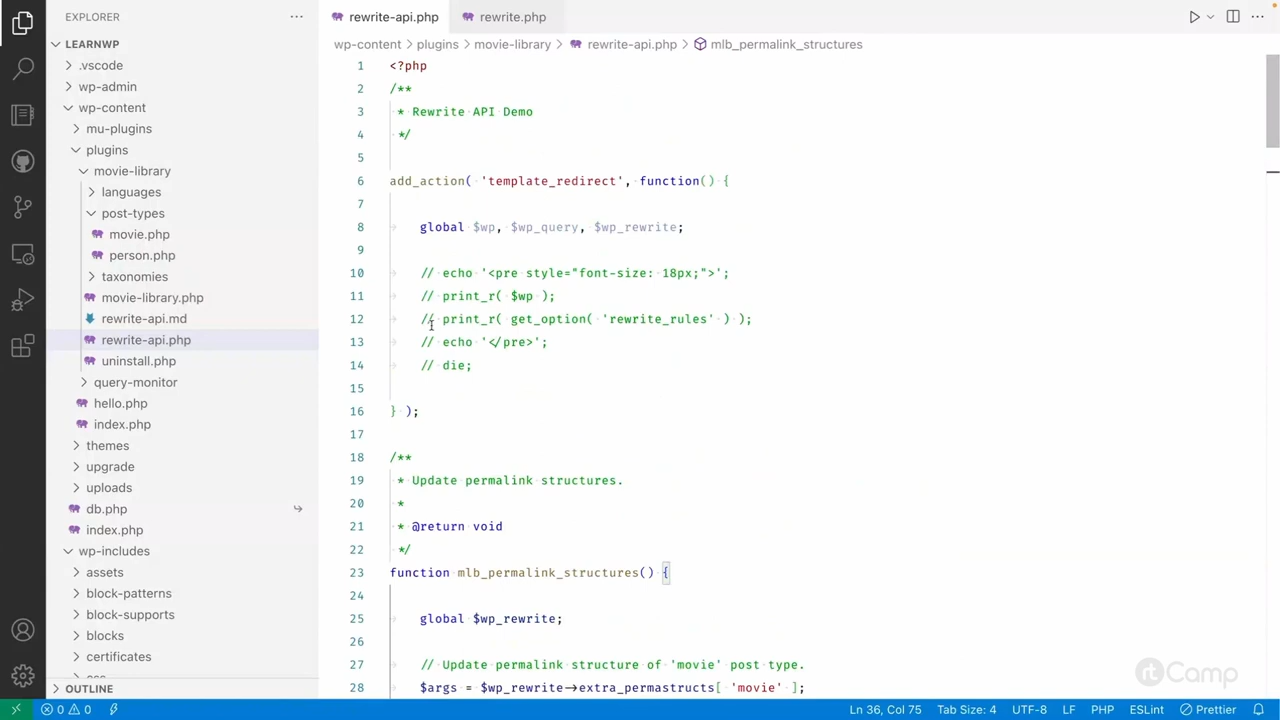 EXPLORER
LEARNWP
.vscode
wp-admin
wp-content
mu-plugins
plugins
movie-library
languages
post-types
movie.php
person.php
taxonomies
movie-library.php
rewrite-api.md
rewrite-api.php
uninstall.php
query-monitor
hello.php
index.php
themes
upgrade
uploads
db.php
index.php
wp-includes
assets
block-patterns
block-supports
blocks
certificates
OUTLINE
rewrite-api.php
rewrite.php
wp-content > plugins > movie-library > rewrite-api.php > mlb_permalink_structures
1 <?php
2 /**
3 * Rewrite API Demo
4 */
5
6 add_action( 'template_redirect', function() {
7
8 global $wp, $wp_query, $wp_rewrite;
9
10 // echo '<pre style="font-size: 18px;">';
11 // print_r( $wp );
12 // print_r( get_option( 'rewrite_rules' ) );
13 // echo '</pre>';
14 // die;
15
16 } );
17
18 /**
19 * Update permalink structures.
20 *
21 * @return void
22 */
23 function mlb_permalink_structures() {
24
25 global $wp_rewrite;
26
27 // Update permalink structure of 'movie' post type.
28 $args = $wp_rewrite->extra_permastructs[ 'movie' ];
rtCamp
0 0 Ln 36, Col 75 Tab Size: 4 UTF-8 LF PHP ESLint Prettier